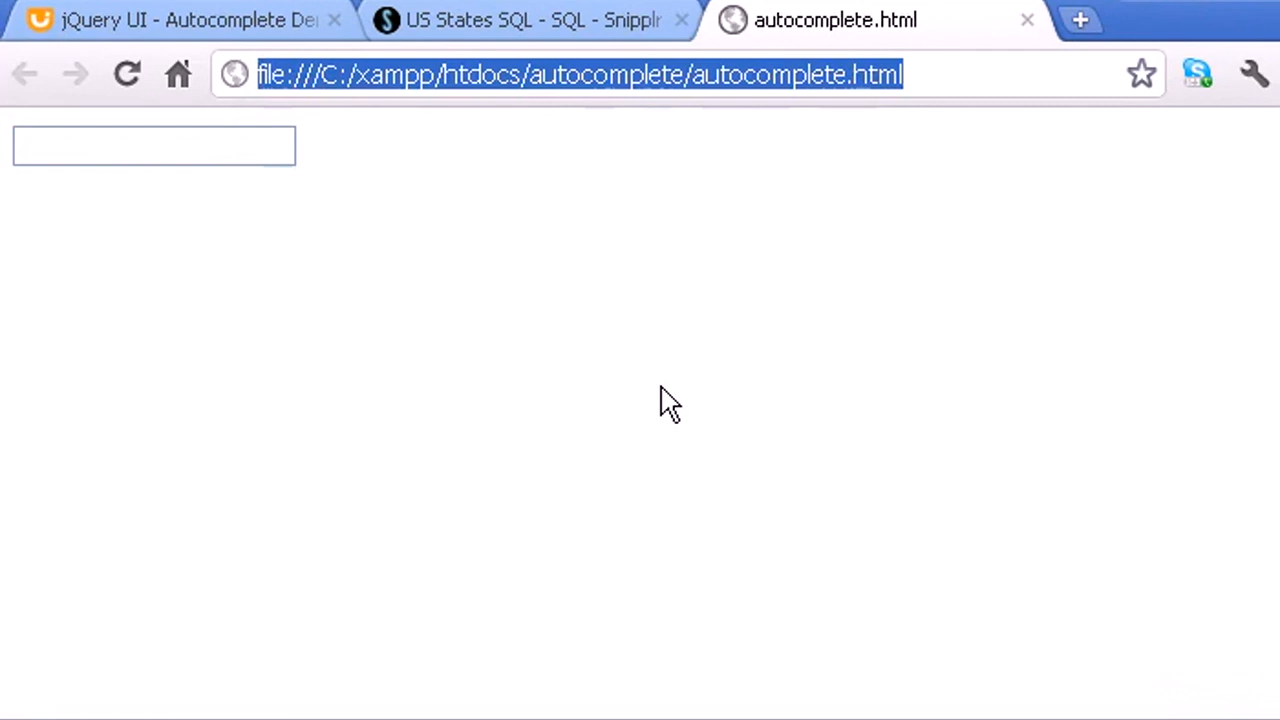 jQuery UI - Autocomplete De
US States SQL - SQL - Snipplr
autocomplete.html
file:///C:/xampp/htdocs/autocomplete/autocomplete.html